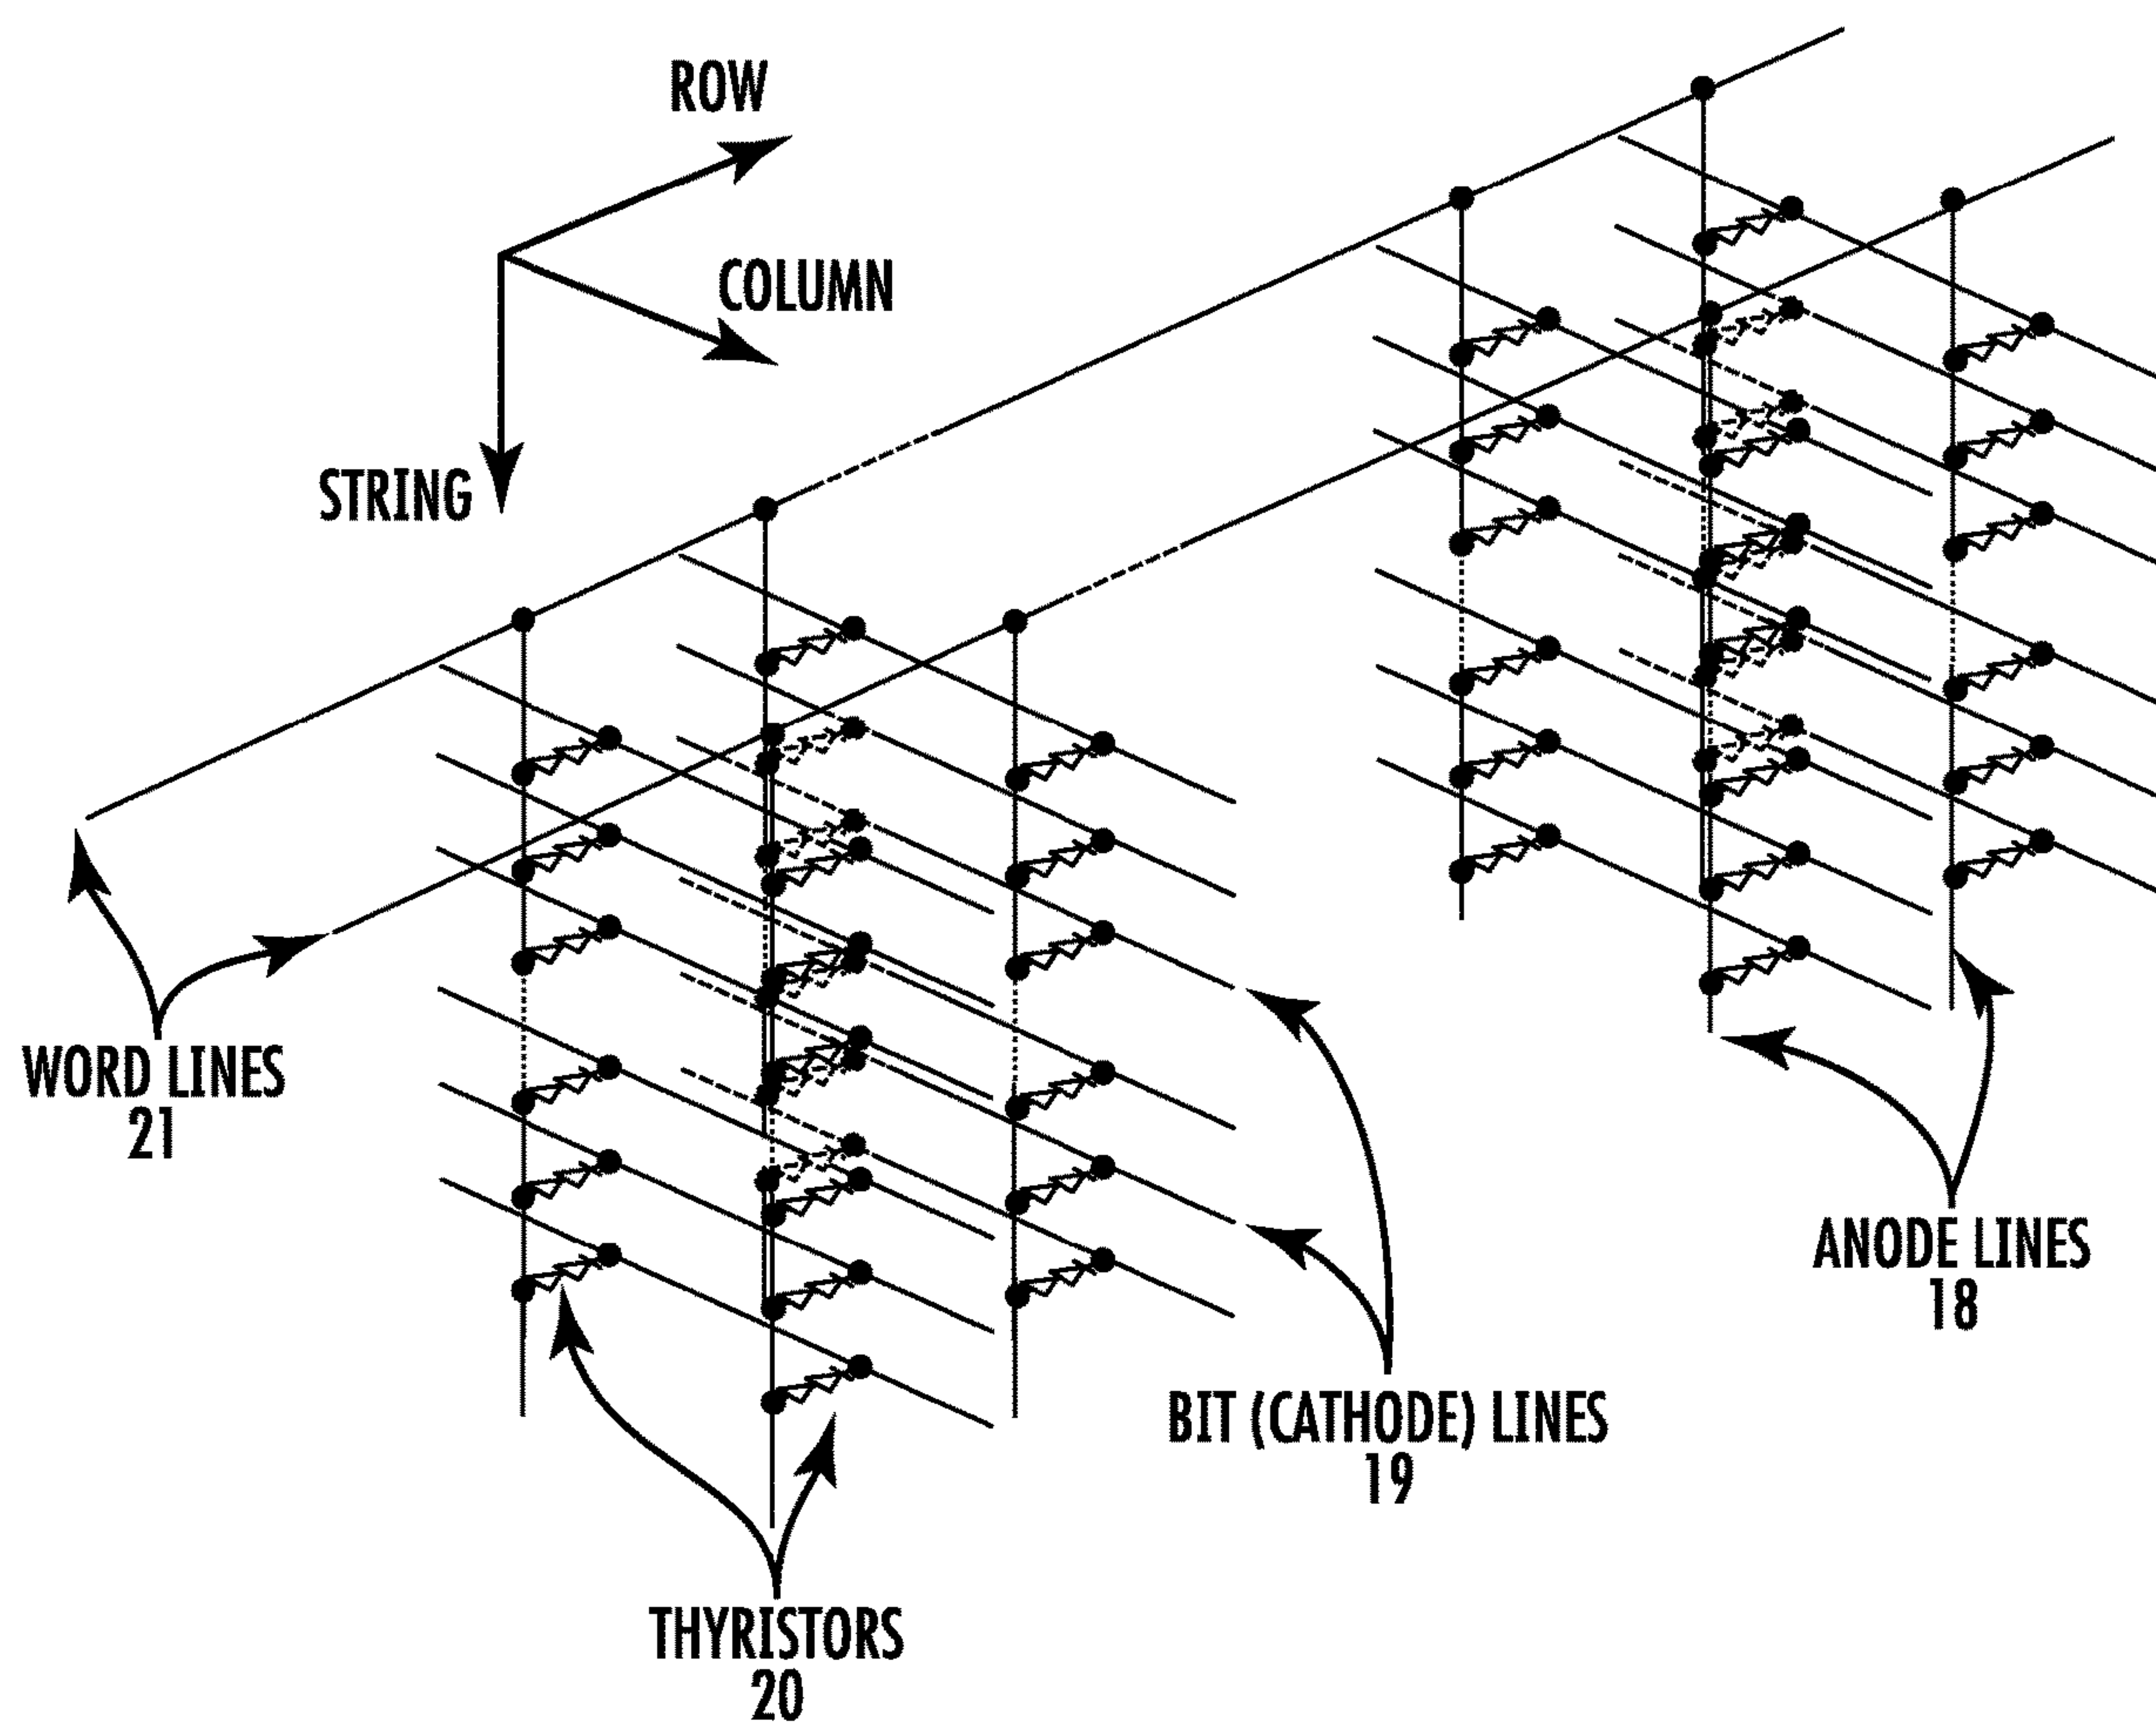 ROW
COLUMN
STRING
WORD LINES
21
ANODE LINES
18
BIT (CATHODE) LINES
19
THYRISTORS
20